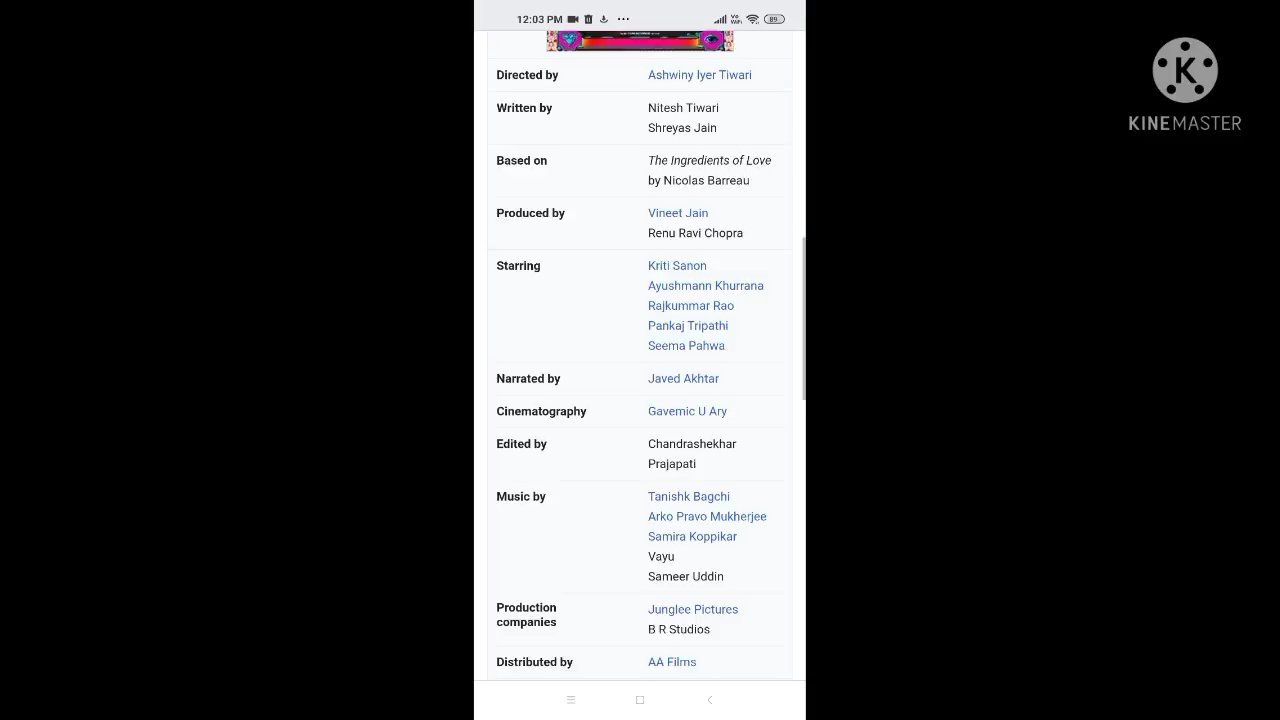 12:03 PM
Vo
WiFi
89
KINEMASTER
Directed by
Ashwiny Iyer Tiwari
Written by
Nitesh Tiwari
Shreyas Jain
Based on
The Ingredients of Love
by Nicolas Barreau
Produced by
Vineet Jain
Renu Ravi Chopra
Starring
Kriti Sanon
Ayushmann Khurrana
Rajkummar Rao
Pankaj Tripathi
Seema Pahwa
Narrated by
Javed Akhtar
Cinematography
Gavemic U Ary
Edited by
Chandrashekhar
Prajapati
Music by
Tanishk Bagchi
Arko Pravo Mukherjee
Samira Koppikar
Vayu
Sameer Uddin
Production
companies
Junglee Pictures
B R Studios
Distributed by
AA Films